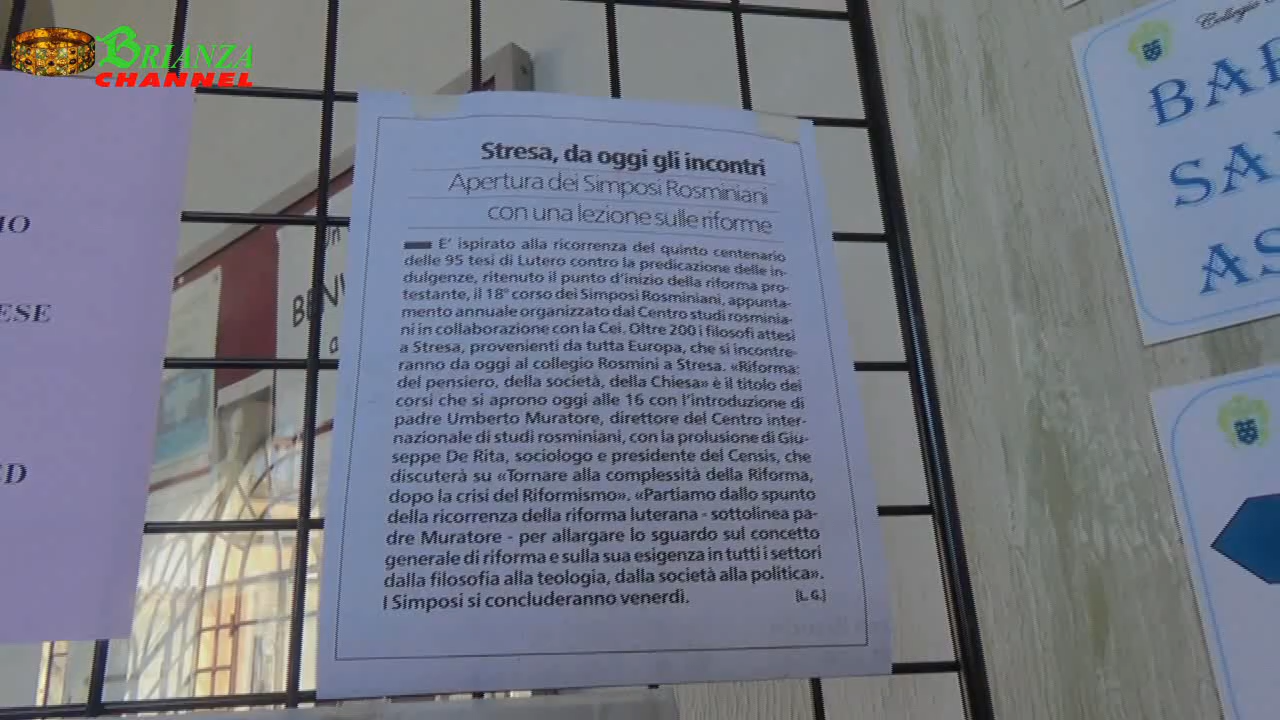 BRIANZA
CHANNEL
Stresa, da oggi gli incontri
Apertura dei Simposi Rosminiani
con una lezione sulle riforme
E' ispirato alla ricorrenza del quinto centenario
delle 95 tesi di Lutero contro la predicazione delle in-
dulgenze, ritenuto il punto d'inizio della riforma pro-
testante, il 18° corso dei Simposi Rosminiani, appunta-
mento annuale organizzato dal Centro studi rosminia-
ni in collaborazione con la Cei. Oltre 200 i filosofi attesi
a Stresa, provenienti da tutta Europa, che si incontre-
ranno da oggi al collegio Rosmini a Stresa. «Riforma:
del pensiero, della società, della Chiesa» è il titolo dei
corsi che si aprono oggi alle 16 con l'introduzione di
padre Umberto Muratore, direttore del Centro inter-
nazionale di studi rosminiani, con la prolusione di Giu-
seppe De Rita, sociologo e presidente del Censis, che
discuterà su «Tornare alla complessità della Riforma,
dopo la crisi del Riformismo». «Partiamo dallo spunto
della ricorrenza della riforma luterana - sottolinea pa-
dre Muratore - per allargare lo sguardo sul concetto
generale di riforma e sulla sua esigenza in tutti i settori
dalla filosofia alla teologia, dalla società alla politica».
I Simposi si concluderanno venerdì. [L. G.]
ESE
Collegio
BAR
SA
AS